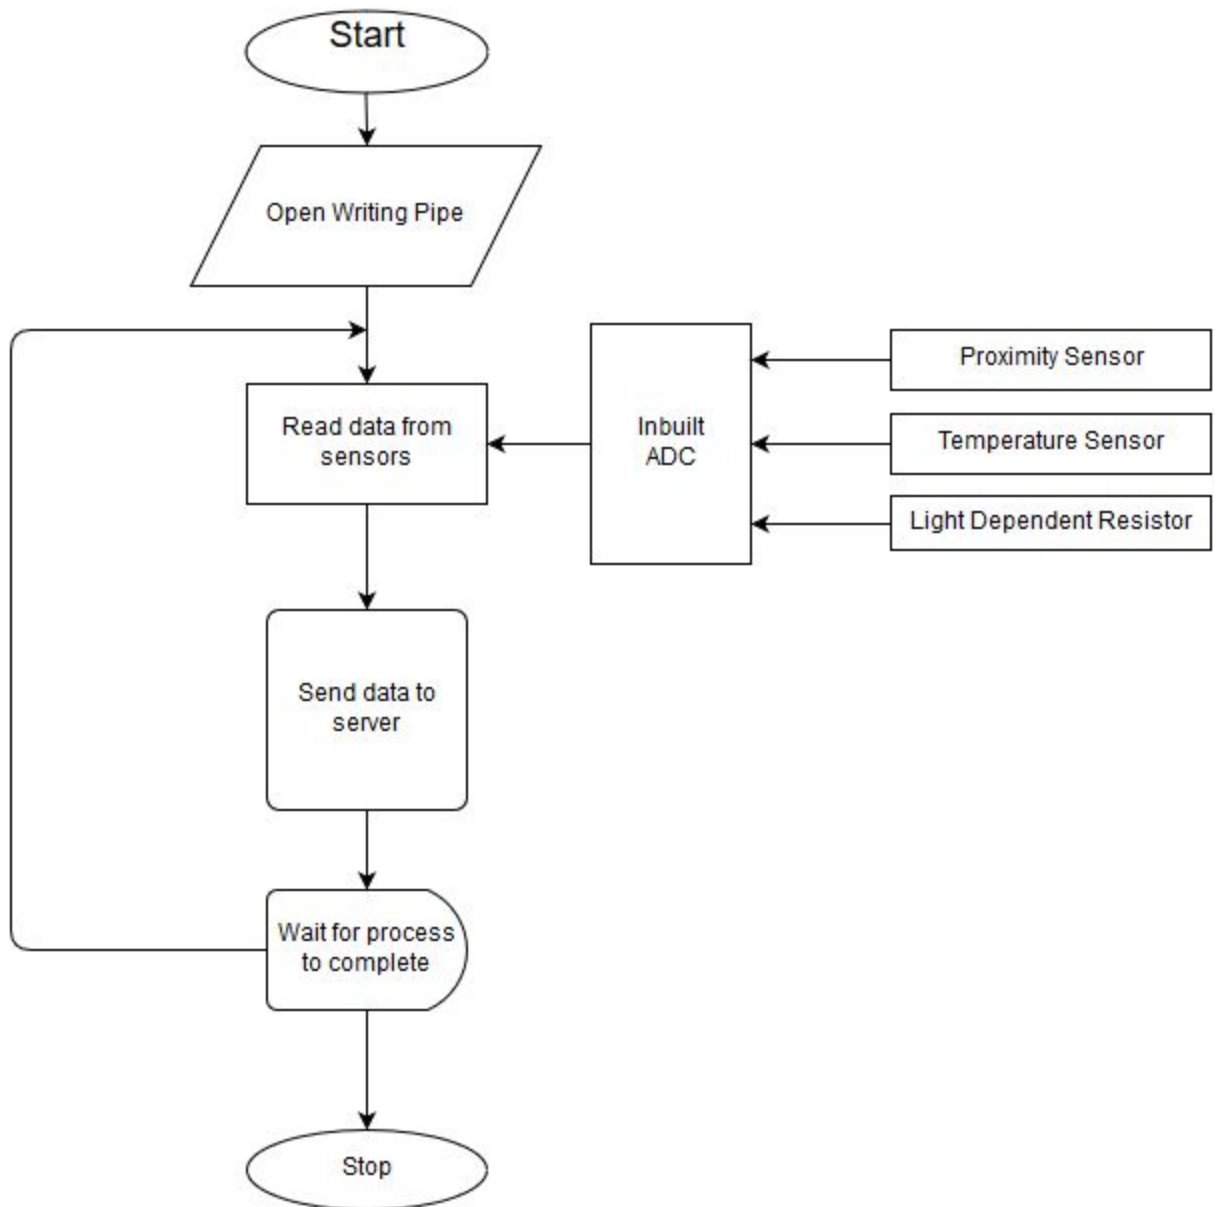 Start
Open Writing Pipe
Read data from
sensors
Inbuilt
ADC
Proximity Sensor
Temperature Sensor
Light Dependent Resistor
Send data to
server
Wait for process
to complete
Stop